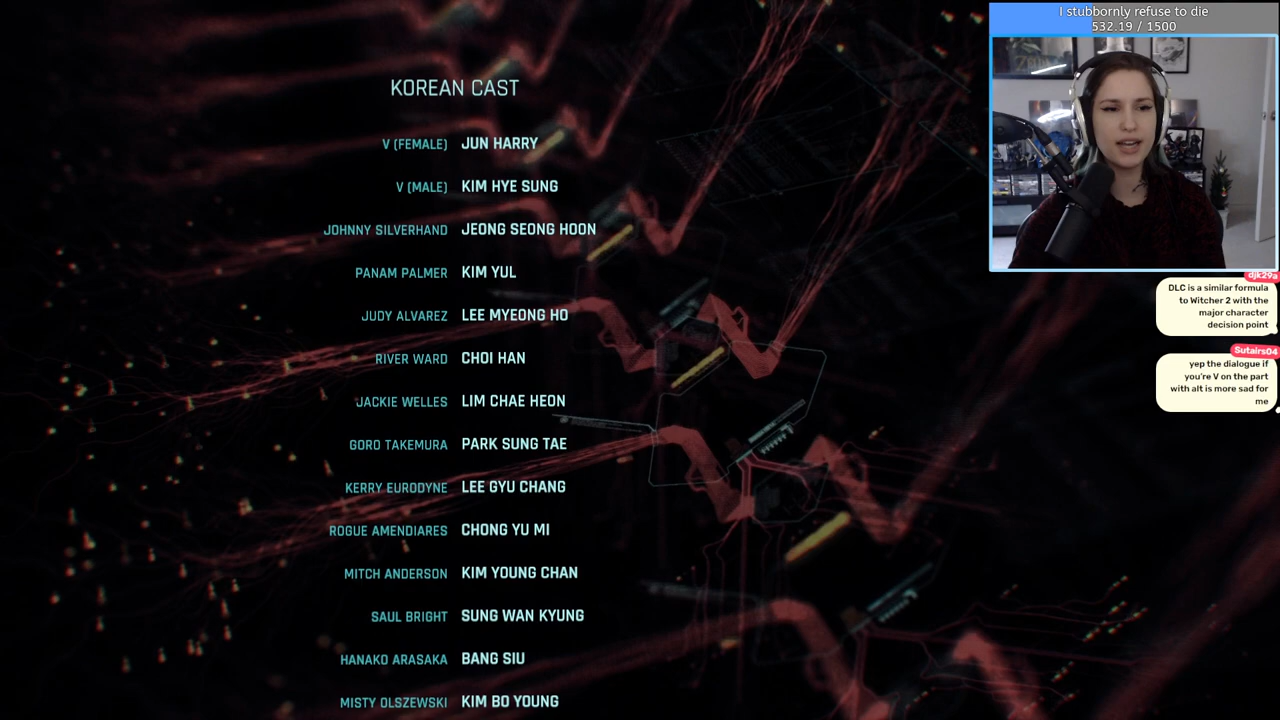 I stubbornly refuse to die
532.19 / 1500
KOREAN CAST
V (FEMALE) JUN HARRY
V (MALE) KIM HYE SUNG
JOHNNY SILVERHAND JEONG SEONG HOON
PANAM PALMER KIM YUL
JUDY ALVAREZ LEE MYEONG HO
RIVER WARD CHOI HAN
JACKIE WELLES LIM CHAE HEON
GORO TAKEMURA PARK SUNG TAE
KERRY EURODYNE LEE GYU CHANG
ROGUE AMENDIARES CHONG YU MI
MITCH ANDERSON KIM YOUNG CHAN
SAUL BRIGHT SUNG WAN KYUNG
HANAKO ARASAKA BANG SIU
MISTY OLSZEWSKI KIM BO YOUNG
djk29a
DLC is a similar formula
to Witcher 2 with the
major character
decision point
Sutairs04
yep the dialogue if
you're V on the part
with alt is more sad for
me